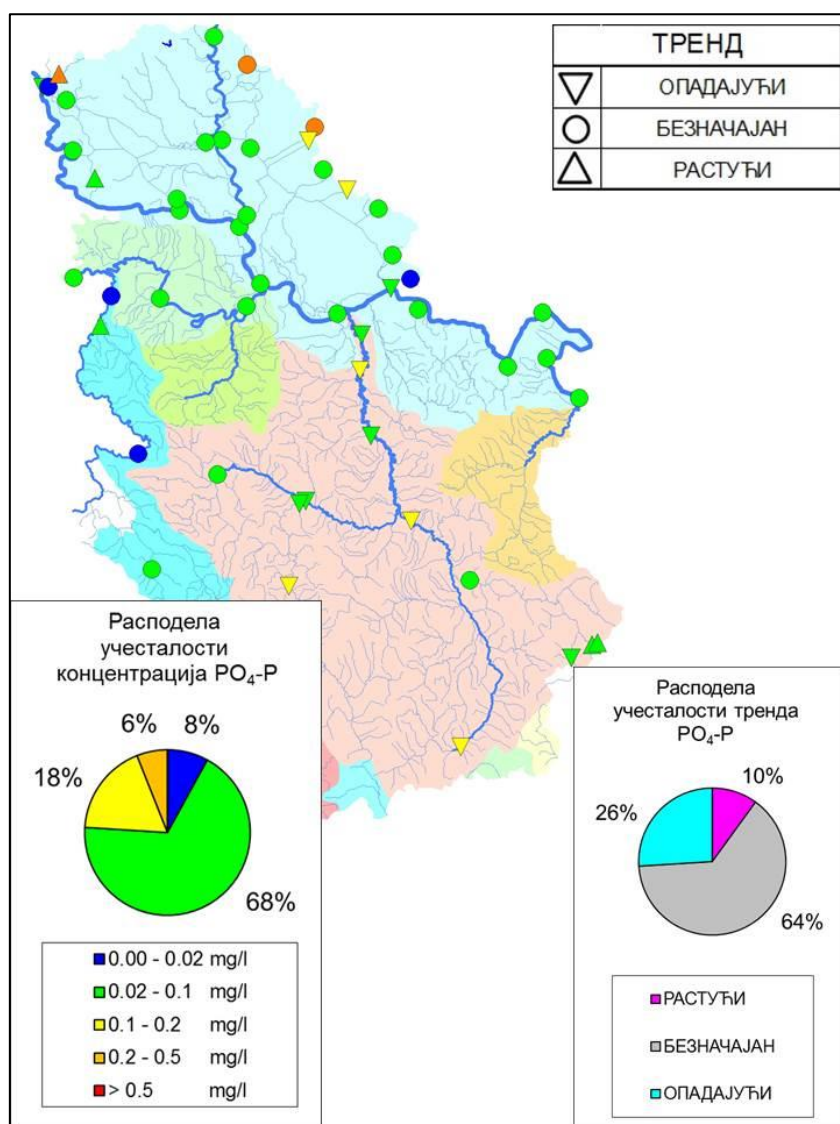 ТРЕНД
ОПАДАЈУЋИ
БЕЗНАЧАЈАН
РАСТУЋИ
Расподела
учесталости
концентрација PO₄-P
6%
8%
18%
68%
0.00 - 0.02 mg/l
0.02 - 0.1 mg/l
0.1 - 0.2 mg/l
0.2 - 0.5 mg/l
> 0.5 mg/l
Расподела
учесталости тренда
PO₄-P
10%
26%
64%
РАСТУЋИ
БЕЗНАЧАЈАН
ОПАДАЈУЋИ